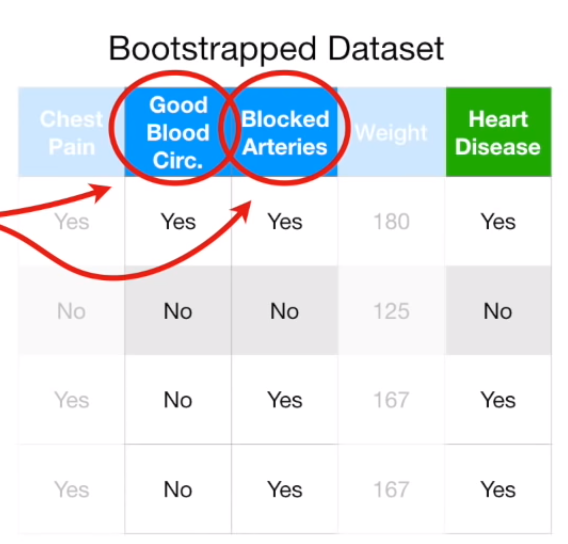 Bootstrapped Dataset
Chest Pain Good Blood Circ. Blocked Arteries Weight Heart Disease
Yes Yes Yes 180 Yes
No No No 125 No
Yes No Yes 167 Yes
Yes No Yes 167 Yes